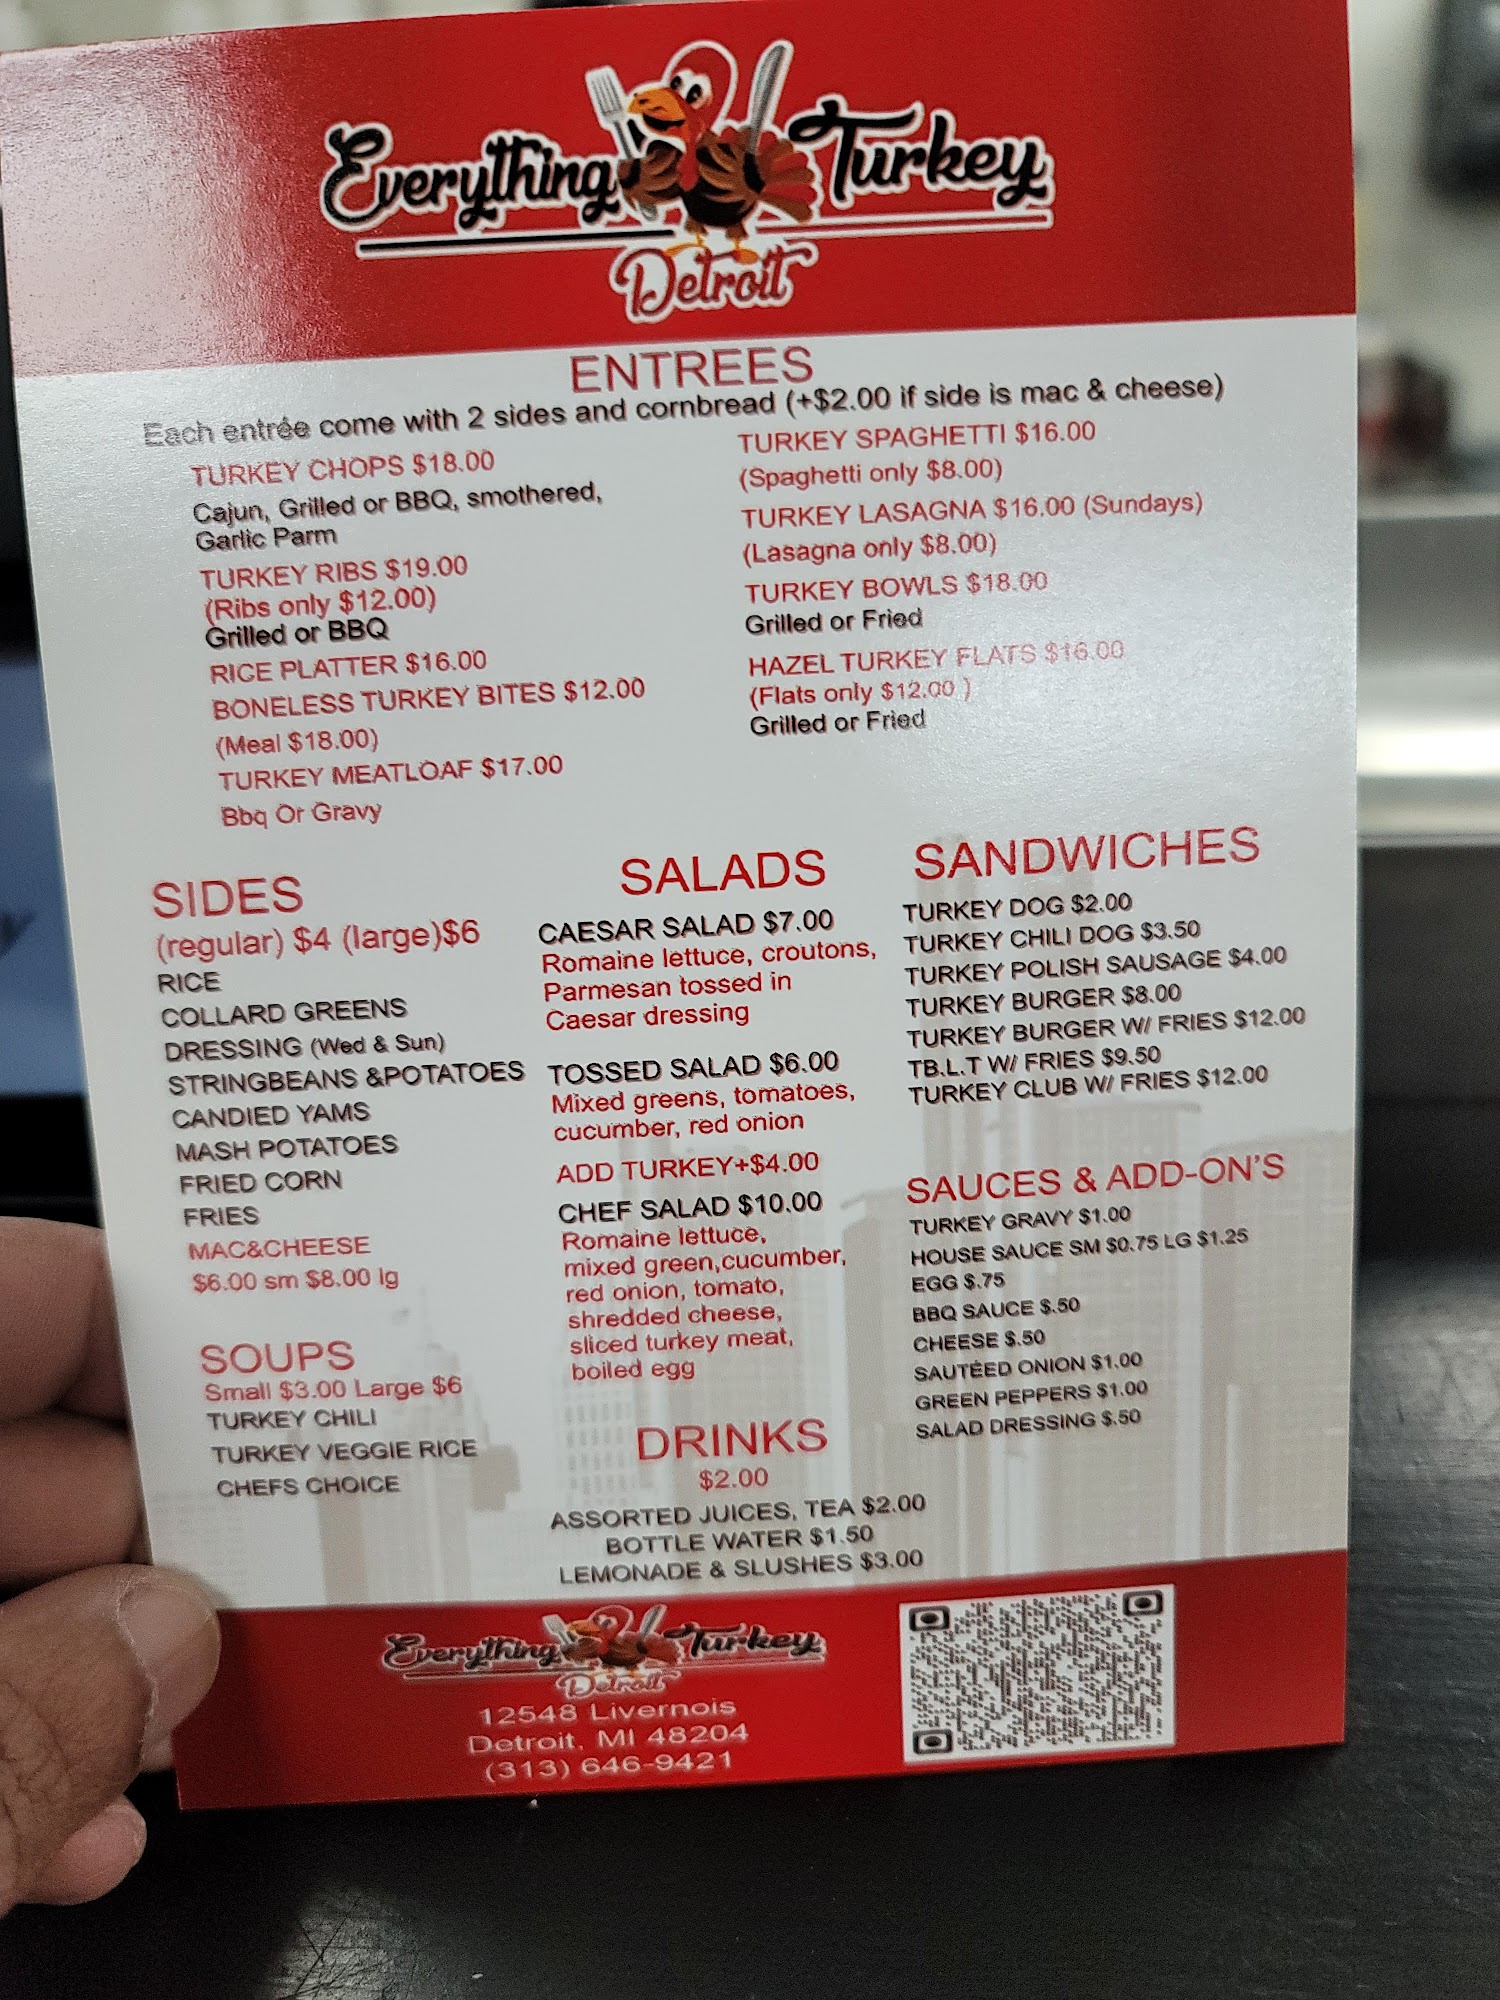 Everything Turkey
Detroit
ENTREES
Each entrée come with 2 sides and cornbread (+$2.00 if side is mac & cheese)
TURKEY CHOPS $18.00
Cajun, Grilled or BBQ, smothered,
Garlic Parm
TURKEY RIBS $19.00
(Ribs only $12.00)
Grilled or BBQ
RICE PLATTER $16.00
BONELESS TURKEY BITES $12.00
(Meal $18.00)
TURKEY MEATLOAF $17.00
Bbq Or Gravy
TURKEY SPAGHETTI $16.00
(Spaghetti only $8.00)
TURKEY LASAGNA $16.00 (Sundays)
(Lasagna only $8.00)
TURKEY BOWLS $18.00
Grilled or Fried
HAZEL TURKEY FLATS $16.00
(Flats only $12.00 )
Grilled or Fried
SIDES
(regular) $4 (large)$6
RICE
COLLARD GREENS
DRESSING (Wed & Sun)
STRINGBEANS &POTATOES
CANDIED YAMS
MASH POTATOES
FRIED CORN
FRIES
MAC&CHEESE
$6.00 sm $8.00 lg
SOUPS
Small $3.00 Large $6
TURKEY CHILI
TURKEY VEGGIE RICE
CHEFS CHOICE
SALADS
CAESAR SALAD $7.00
Romaine lettuce, croutons,
Parmesan tossed in
Caesar dressing
TOSSED SALAD $6.00
Mixed greens, tomatoes,
cucumber, red onion
ADD TURKEY+$4.00
CHEF SALAD $10.00
Romaine lettuce,
mixed green,cucumber,
red onion, tomato,
shredded cheese,
sliced turkey meat,
boiled egg
DRINKS
$2.00
ASSORTED JUICES, TEA $2.00
BOTTLE WATER $1.50
LEMONADE & SLUSHES $3.00
SANDWICHES
TURKEY DOG $2.00
TURKEY CHILI DOG $3.50
TURKEY POLISH SAUSAGE $4.00
TURKEY BURGER $8.00
TURKEY BURGER W/ FRIES $12.00
TB.L.T W/ FRIES $9.50
TURKEY CLUB W/ FRIES $12.00
SAUCES & ADD-ON'S
TURKEY GRAVY $1.00
HOUSE SAUCE SM $0.75 LG $1.25
EGG $.75
BBQ SAUCE $.50
CHEESE $.50
SAUTÉED ONION $1.00
GREEN PEPPERS $1.00
SALAD DRESSING $.50
Everything Turkey
Detroit
12548 Livernois
Detroit, MI 48204
(313) 646-9421